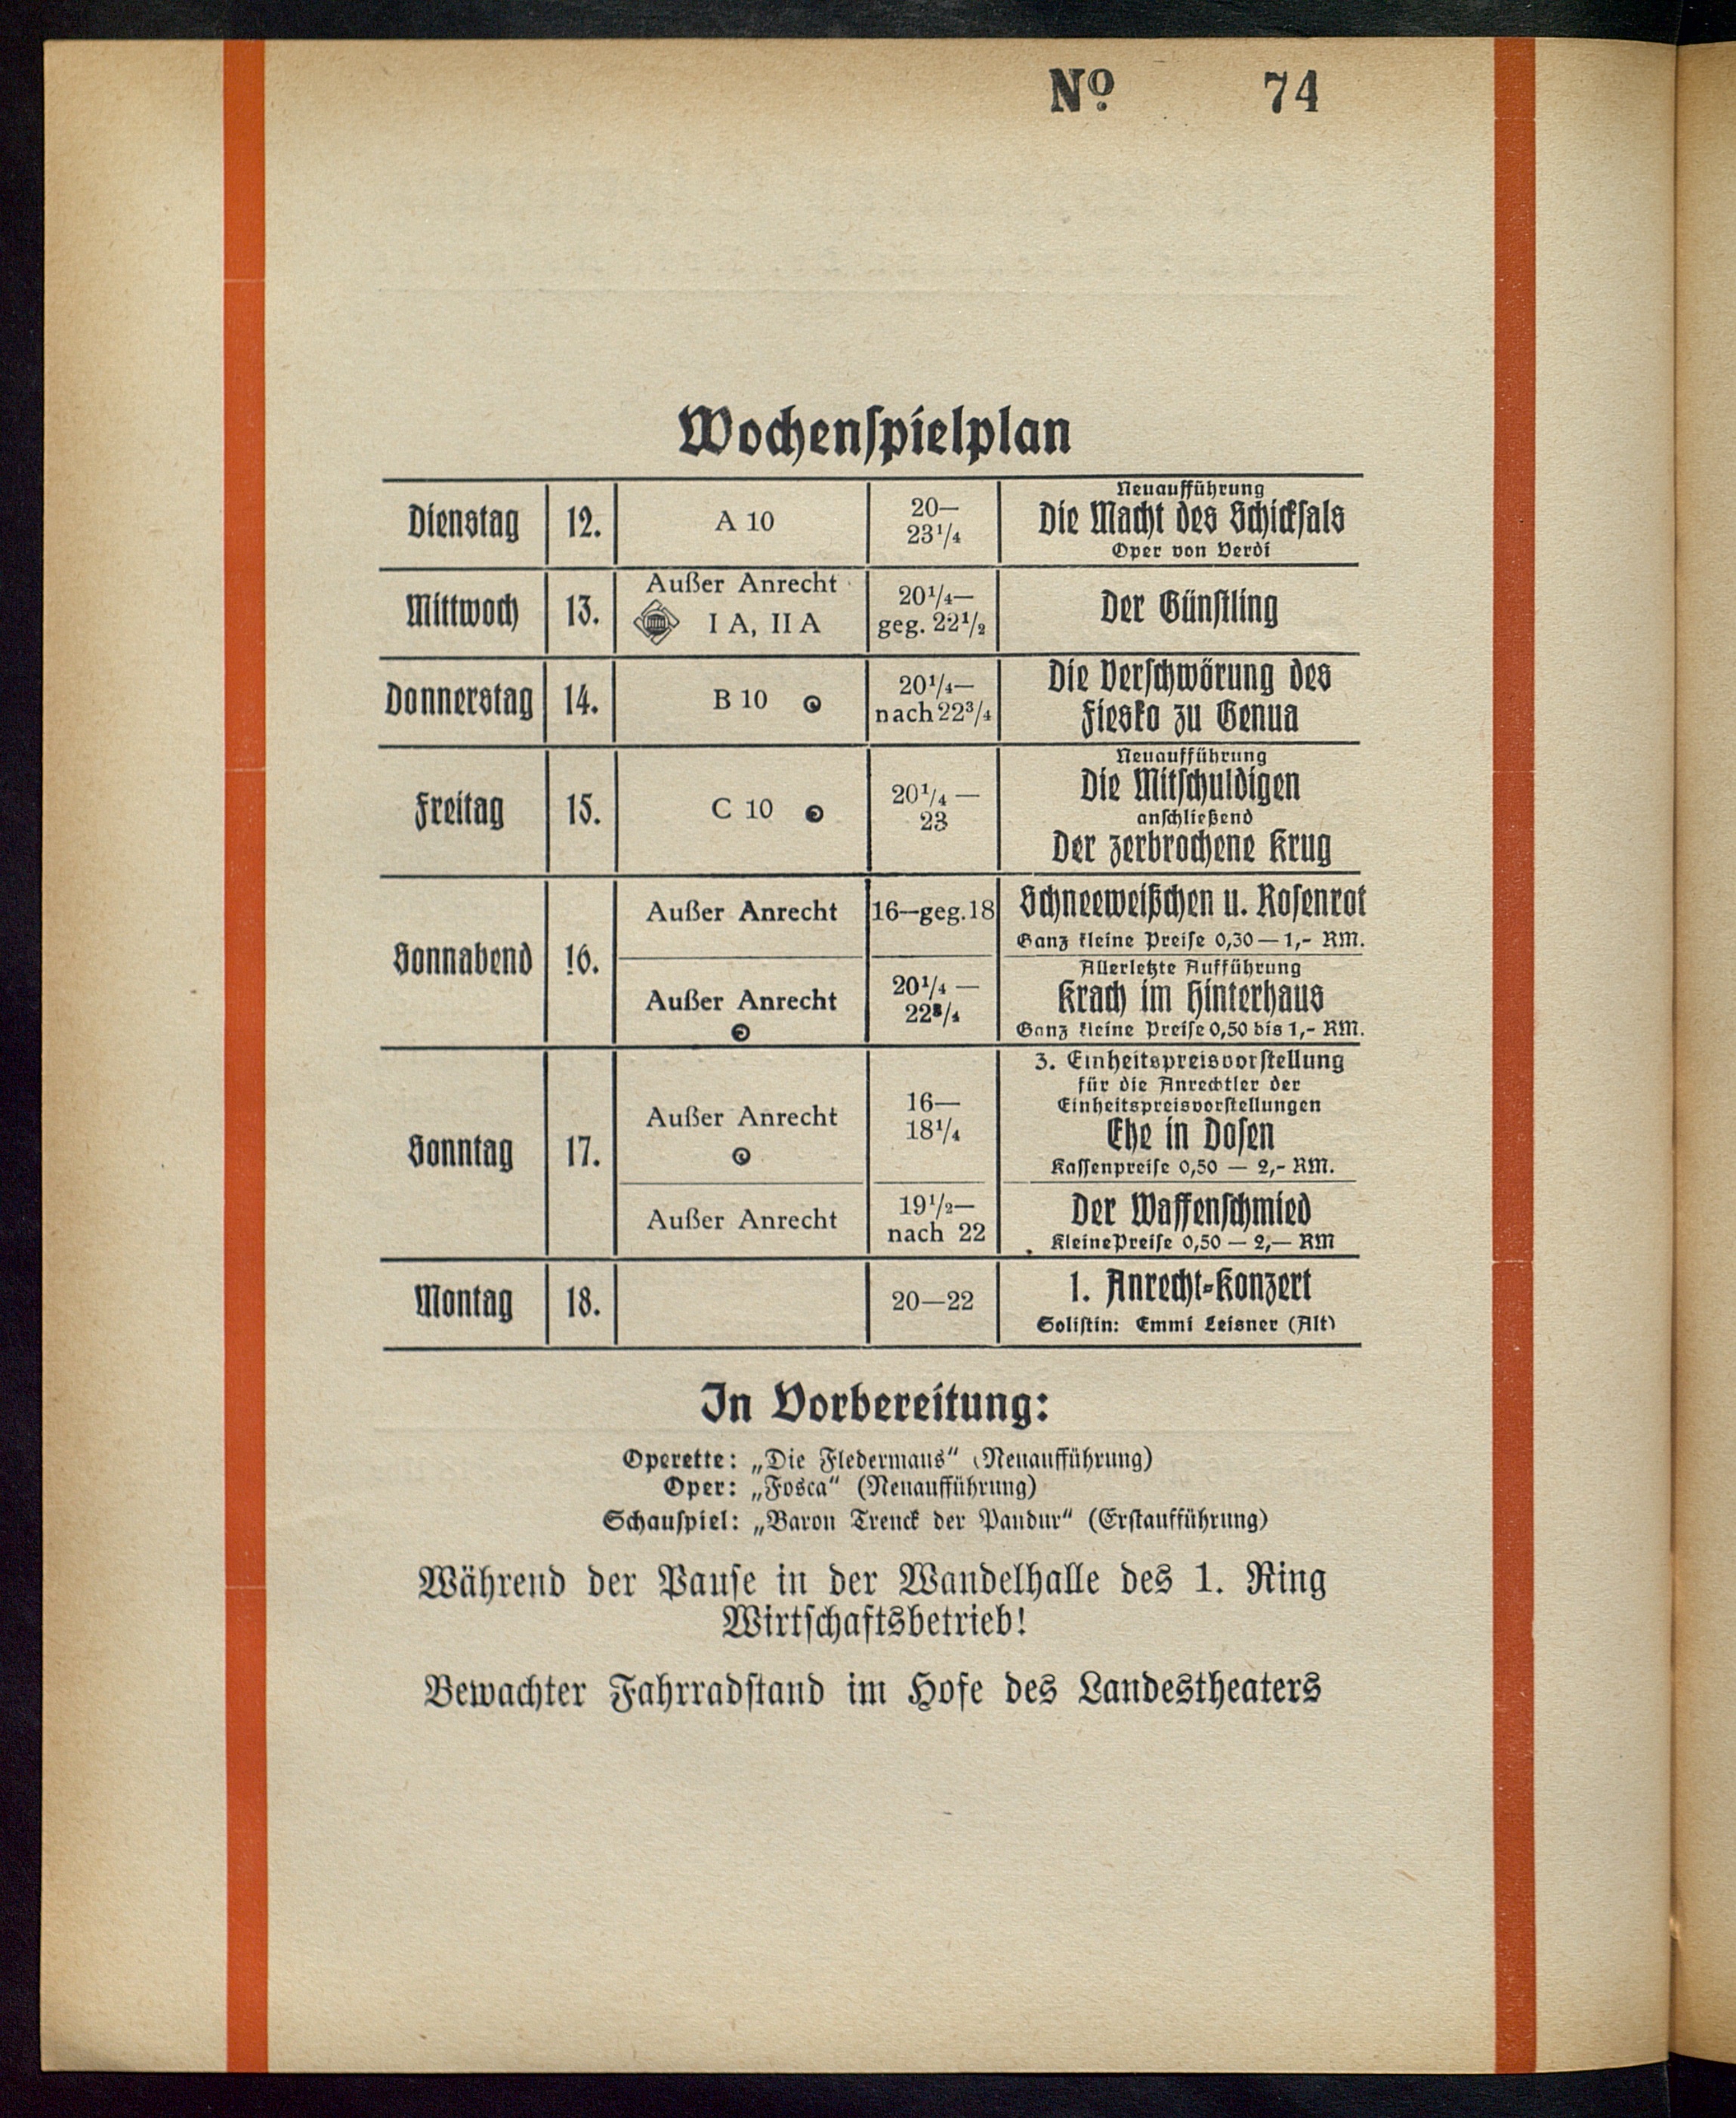 Nº 74
Wochenspielplan
Dienstag 12. A 10 20— 23¹/₄ Neuaufführung
Die Macht des Schicksals
Oper von Verdi
Mittwoch 13. Außer Anrecht
I A, II A 20¹/₄— geg. 22¹/₂ Der Günstling
Donnerstag 14. B 10 20¹/₄— nach 22³/₄ Die Verschwörung des
Fiesko zu Genua
Freitag 15. C 10 20¹/₄— 23 Neuaufführung
Die Mitschuldigen
anschließend
Der zerbrochene Krug
Sonnabend 16. Außer Anrecht 16—geg.18 Schneeweißchen u. Rosenrot
Ganz kleine Preise 0,30 — 1,- RM.
Außer Anrecht 20¹/₄— 22³/₄ Allerletzte Aufführung
Krach im Hinterhaus
Ganz kleine Preise 0,50 bis 1,- RM.
Sonntag 17. Außer Anrecht 16— 18¹/₄ 3. Einheitspreisvorstellung
für die Anrechtler der
Einheitspreisvorstellungen
Ehe in Dosen
Kassenpreise 0,50 — 2,- RM.
Außer Anrecht 19¹/₂— nach 22 Der Waffenschmied
Kleine Preise 0,50 — 2,— RM
Montag 18. 20—22 1. Anrecht-Konzert
Solistin: Emmi Leisner (Alt)
In Vorbereitung:
Operette: „Die Fledermaus“ (Neuaufführung)
Oper: „Fosca“ (Neuaufführung)
Schauspiel: „Baron Trenck der Pandur“ (Erstaufführung)
Während der Pause in der Wandelhalle des 1. Ring
Wirtschaftsbetrieb!
Bewachter Fahrradstand im Hofe des Landestheaters